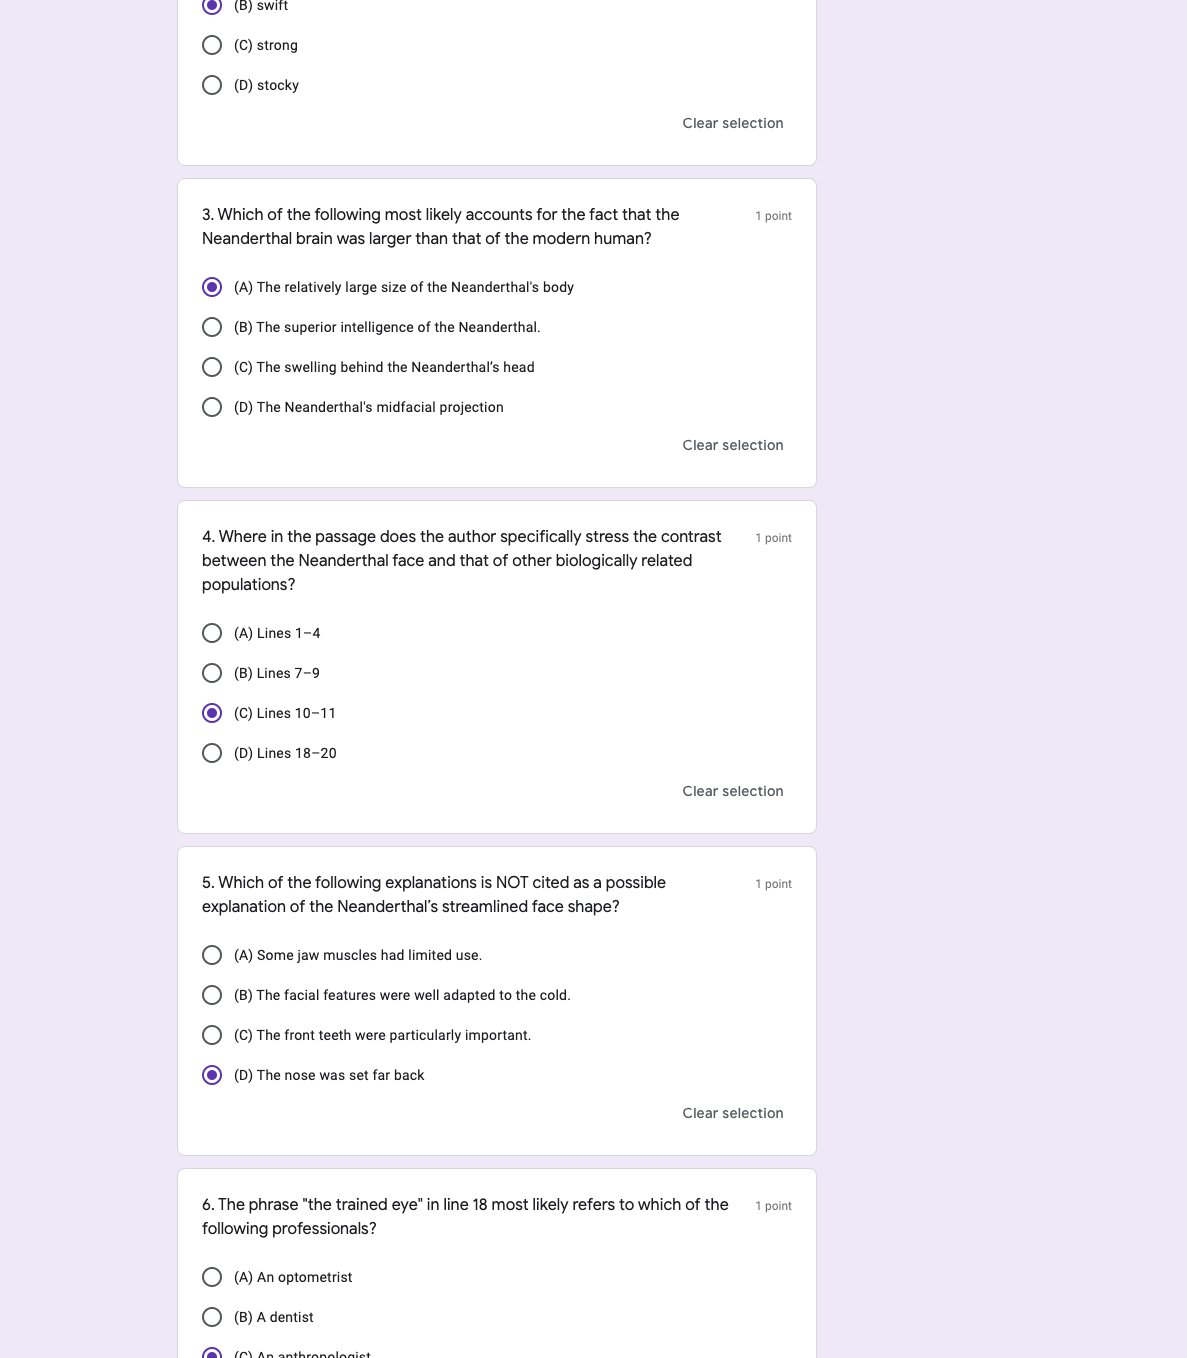 (B) swift
(C) strong
(D) stocky
Clear selection
3. Which of the following most likely accounts for the fact that the
Neanderthal brain was larger than that of the modern human?
1 point
(A) The relatively large size of the Neanderthal's body
(B) The superior intelligence of the Neanderthal.
(C) The swelling behind the Neanderthal’s head
(D) The Neanderthal's midfacial projection
Clear selection
4. Where in the passage does the author specifically stress the contrast
between the Neanderthal face and that of other biologically related
populations?
1 point
(A) Lines 1–4
(B) Lines 7–9
(C) Lines 10–11
(D) Lines 18–20
Clear selection
5. Which of the following explanations is NOT cited as a possible
explanation of the Neanderthal’s streamlined face shape?
1 point
(A) Some jaw muscles had limited use.
(B) The facial features were well adapted to the cold.
(C) The front teeth were particularly important.
(D) The nose was set far back
Clear selection
6. The phrase "the trained eye" in line 18 most likely refers to which of the
following professionals?
1 point
(A) An optometrist
(B) A dentist
(C) An anthropologist